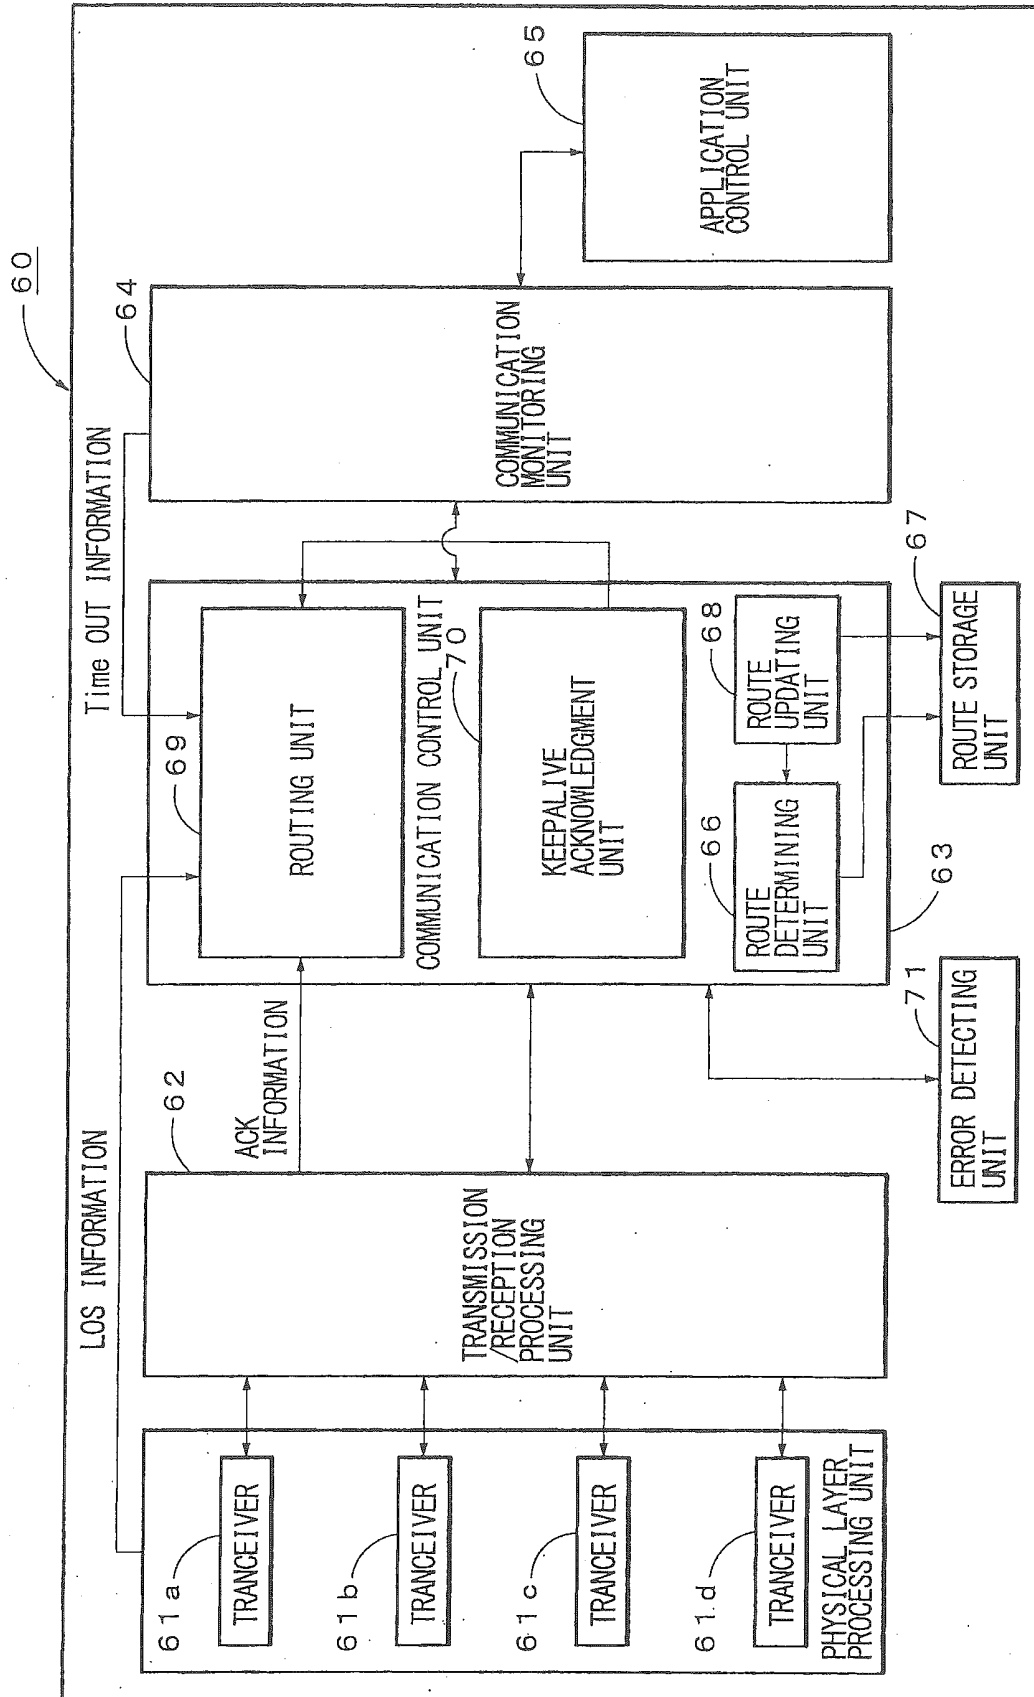 60
LOS INFORMATION
Time OUT INFORMATION
61a
TRANCEIVER
61b
TRANCEIVER
61c
TRANCEIVER
61d
TRANCEIVER
PHYSICAL LAYER
PROCESSING UNIT
62
TRANSMISSION
/RECEPTION
PROCESSING
UNIT
ACK
INFORMATION
69
ROUTING UNIT
COMMUNICATION CONTROL UNIT
70
KEEPALIVE
ACKNOWLEDGMENT
UNIT
66
ROUTE
DETERMINING
UNIT
68
ROUTE
UPDATING
UNIT
63
71
ERROR DETECTING
UNIT
67
ROUTE STORAGE
UNIT
64
COMMUNICATION
MONITORING
UNIT
65
APPLICATION
CONTROL UNIT